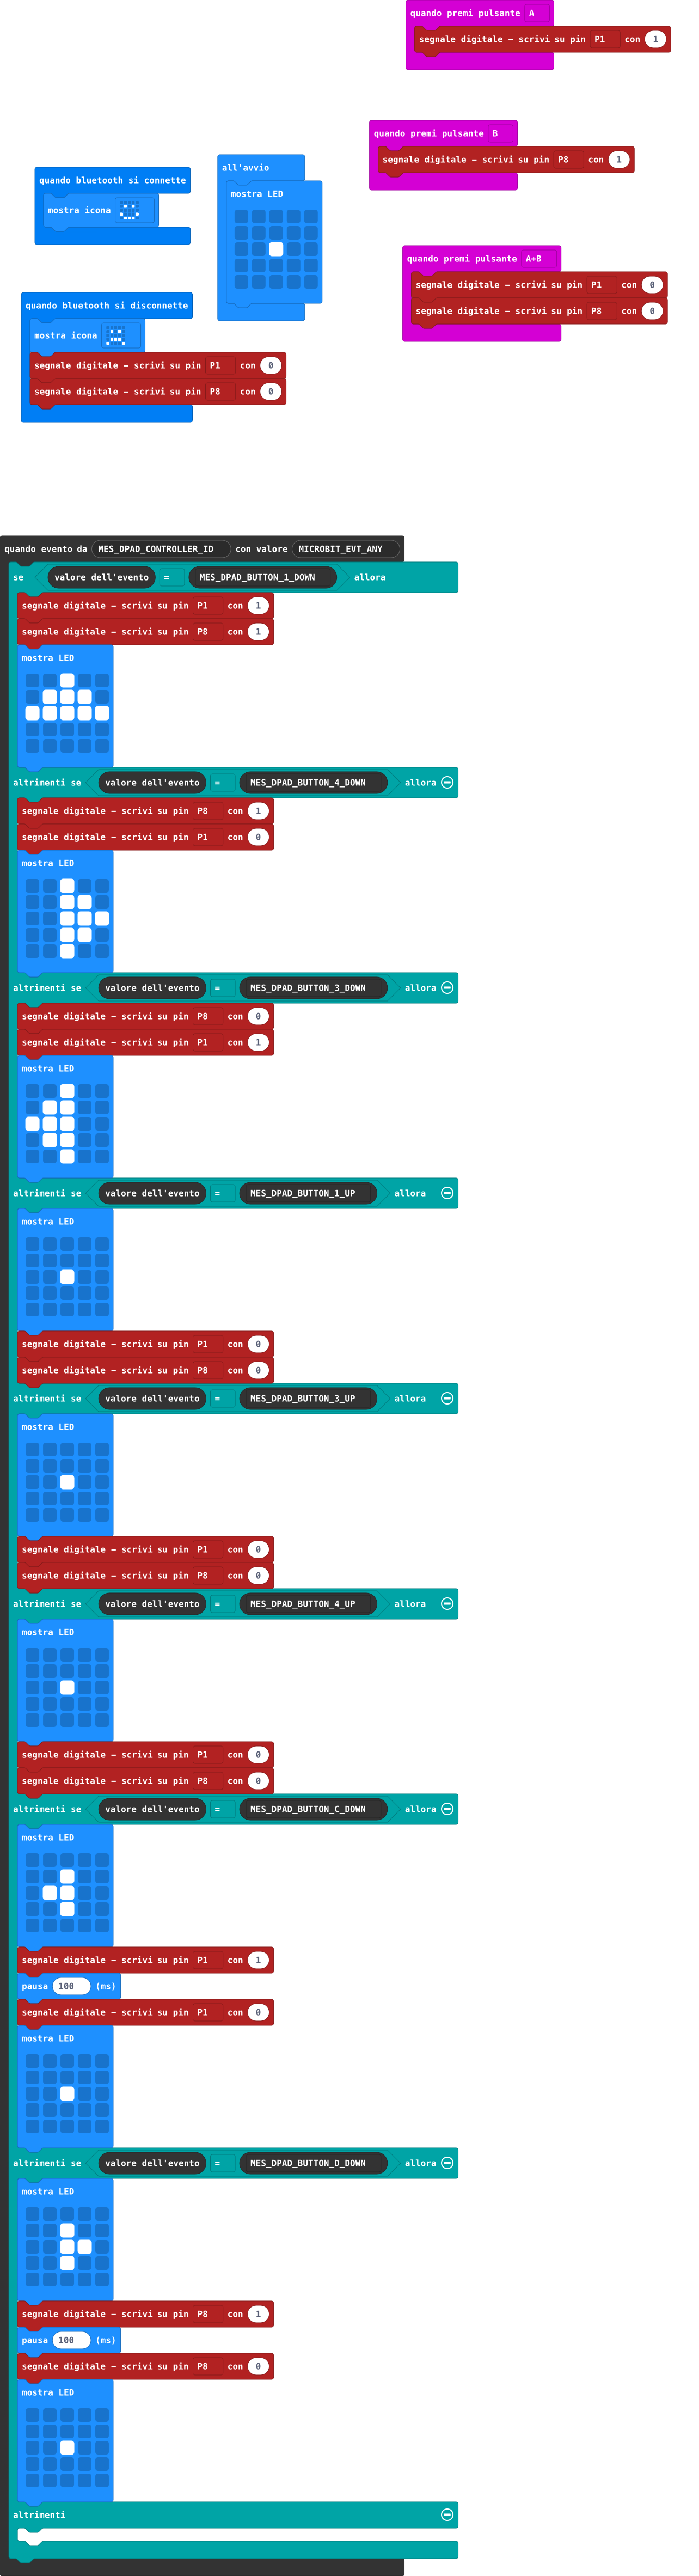 quando premi pulsante A
segnale digitale – scrivi su pin P1 con 1
quando premi pulsante B
segnale digitale – scrivi su pin P8 con 1
quando bluetooth si connette
mostra icona
all'avvio
mostra LED
quando premi pulsante A+B
segnale digitale – scrivi su pin P1 con 0
segnale digitale – scrivi su pin P8 con 0
quando bluetooth si disconnette
mostra icona
segnale digitale – scrivi su pin P1 con 0
segnale digitale – scrivi su pin P8 con 0
quando evento da MES_DPAD_CONTROLLER_ID con valore MICROBIT_EVT_ANY
se valore dell'evento = MES_DPAD_BUTTON_1_DOWN allora
segnale digitale – scrivi su pin P1 con 1
segnale digitale – scrivi su pin P8 con 1
mostra LED
altrimenti se valore dell'evento = MES_DPAD_BUTTON_4_DOWN allora
segnale digitale – scrivi su pin P8 con 1
segnale digitale – scrivi su pin P1 con 0
mostra LED
altrimenti se valore dell'evento = MES_DPAD_BUTTON_3_DOWN allora
segnale digitale – scrivi su pin P8 con 0
segnale digitale – scrivi su pin P1 con 1
mostra LED
altrimenti se valore dell'evento = MES_DPAD_BUTTON_1_UP allora
mostra LED
segnale digitale – scrivi su pin P1 con 0
segnale digitale – scrivi su pin P8 con 0
altrimenti se valore dell'evento = MES_DPAD_BUTTON_3_UP allora
mostra LED
segnale digitale – scrivi su pin P1 con 0
segnale digitale – scrivi su pin P8 con 0
altrimenti se valore dell'evento = MES_DPAD_BUTTON_4_UP allora
mostra LED
segnale digitale – scrivi su pin P1 con 0
segnale digitale – scrivi su pin P8 con 0
altrimenti se valore dell'evento = MES_DPAD_BUTTON_C_DOWN allora
mostra LED
segnale digitale – scrivi su pin P1 con 1
pausa 100 (ms)
segnale digitale – scrivi su pin P1 con 0
mostra LED
altrimenti se valore dell'evento = MES_DPAD_BUTTON_D_DOWN allora
mostra LED
segnale digitale – scrivi su pin P8 con 1
pausa 100 (ms)
segnale digitale – scrivi su pin P8 con 0
mostra LED
altrimenti